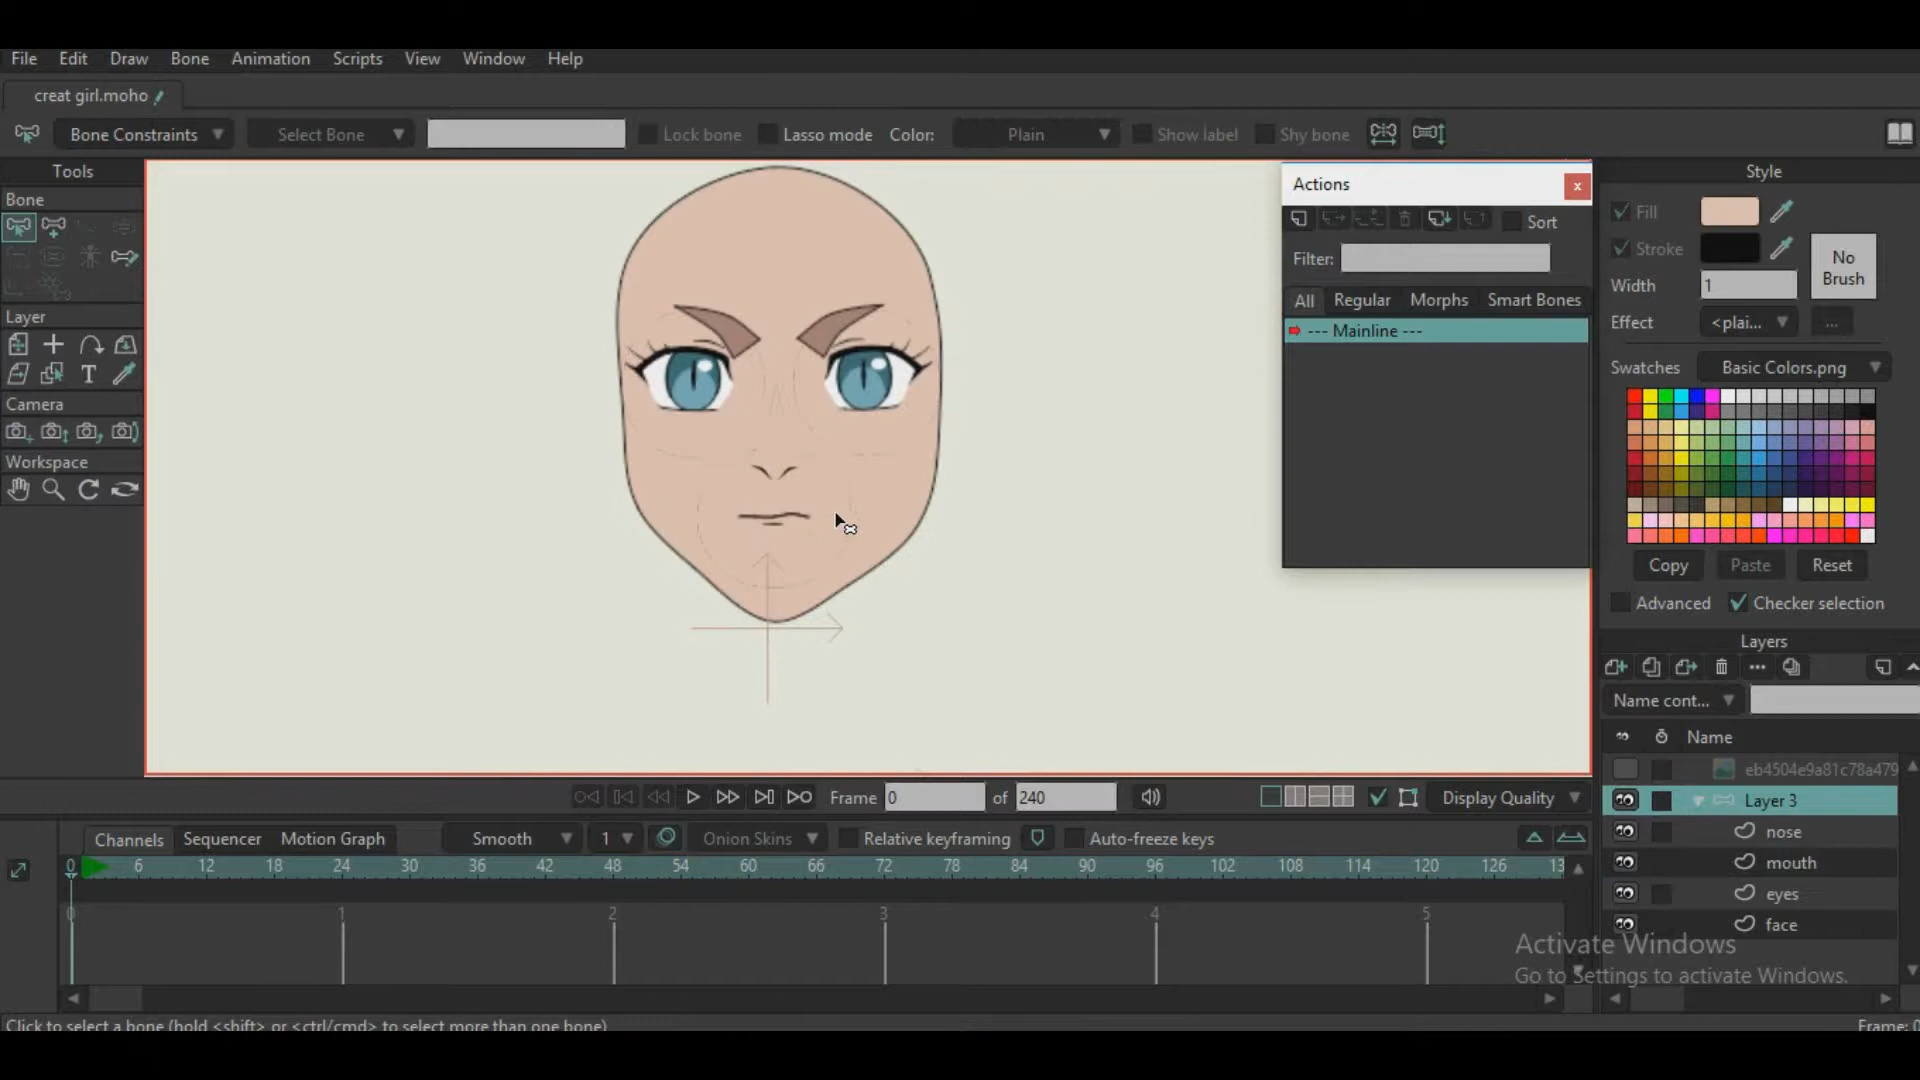 File Edit Draw Bone Animation Scripts View Window Help
creat girl.moho
Bone Constraints Select Bone Lock bone Lasso mode Color: Plain Show label Shy bone
Tools
Bone
Layer
Camera
Workspace
Actions
x
Sort
Filter:
All Regular Morphs Smart Bones
--- Mainline ---
Style
Fill
Stroke
No Brush
Width 1
Effect <plai... ...
Swatches Basic Colors.png
Copy Paste Reset
Advanced Checker selection
Layers
Name cont...
Name
eb4504e9a81c78a479
Layer 3
nose
mouth
eyes
face
Frame 0 of 240 Display Quality
Channels Sequencer Motion Graph Smooth 1 Onion Skins Relative keyframing Auto-freeze keys
0 6 12 18 24 30 36 42 48 54 60 66 72 78 84 90 96 102 108 114 120 126 13
0 1 2 3 4 5
Activate Windows
Go to Settings to activate Windows.
Click to select a bone (hold <shift> or <ctrl/cmd> to select more than one bone)
Frame: 0